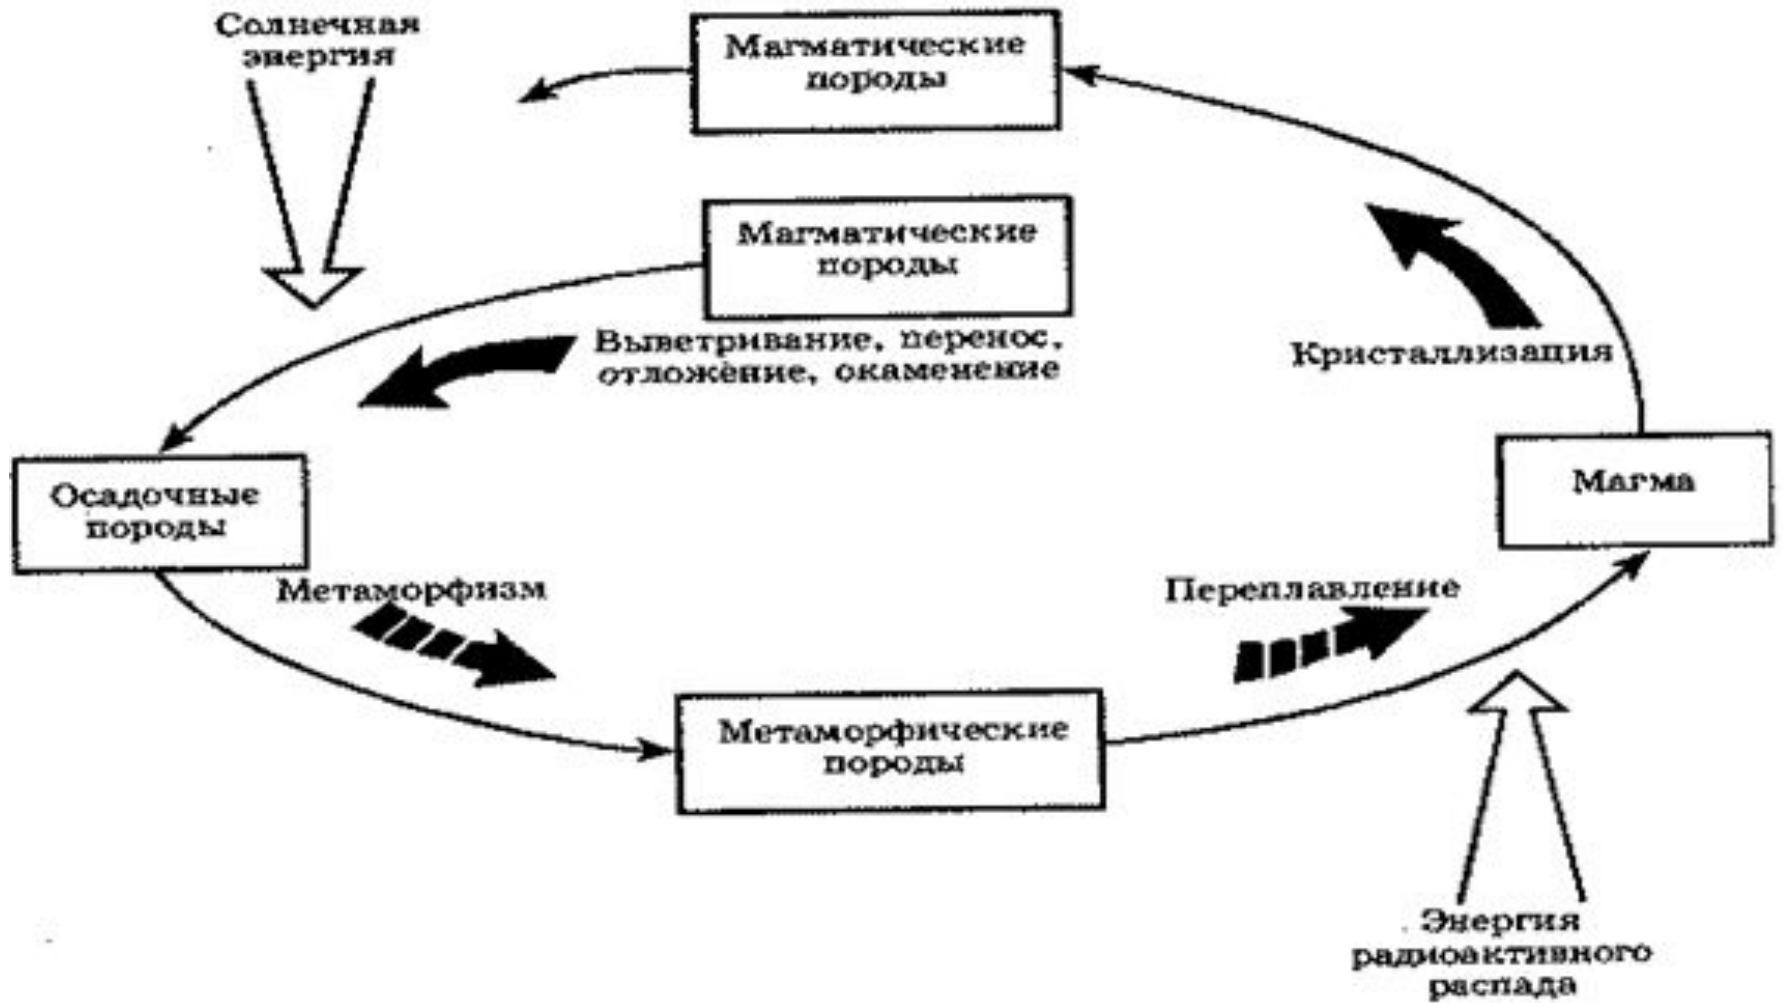 Солнечная
энергия
Магматические
породы
Магматические
породы
Выветривание, перенос,
отложение, окаменение
Кристаллизация
Осадочные
породы
Магма
Метаморфизм
Переплавление
Метаморфические
породы
Энергия
радиоактивного
распада